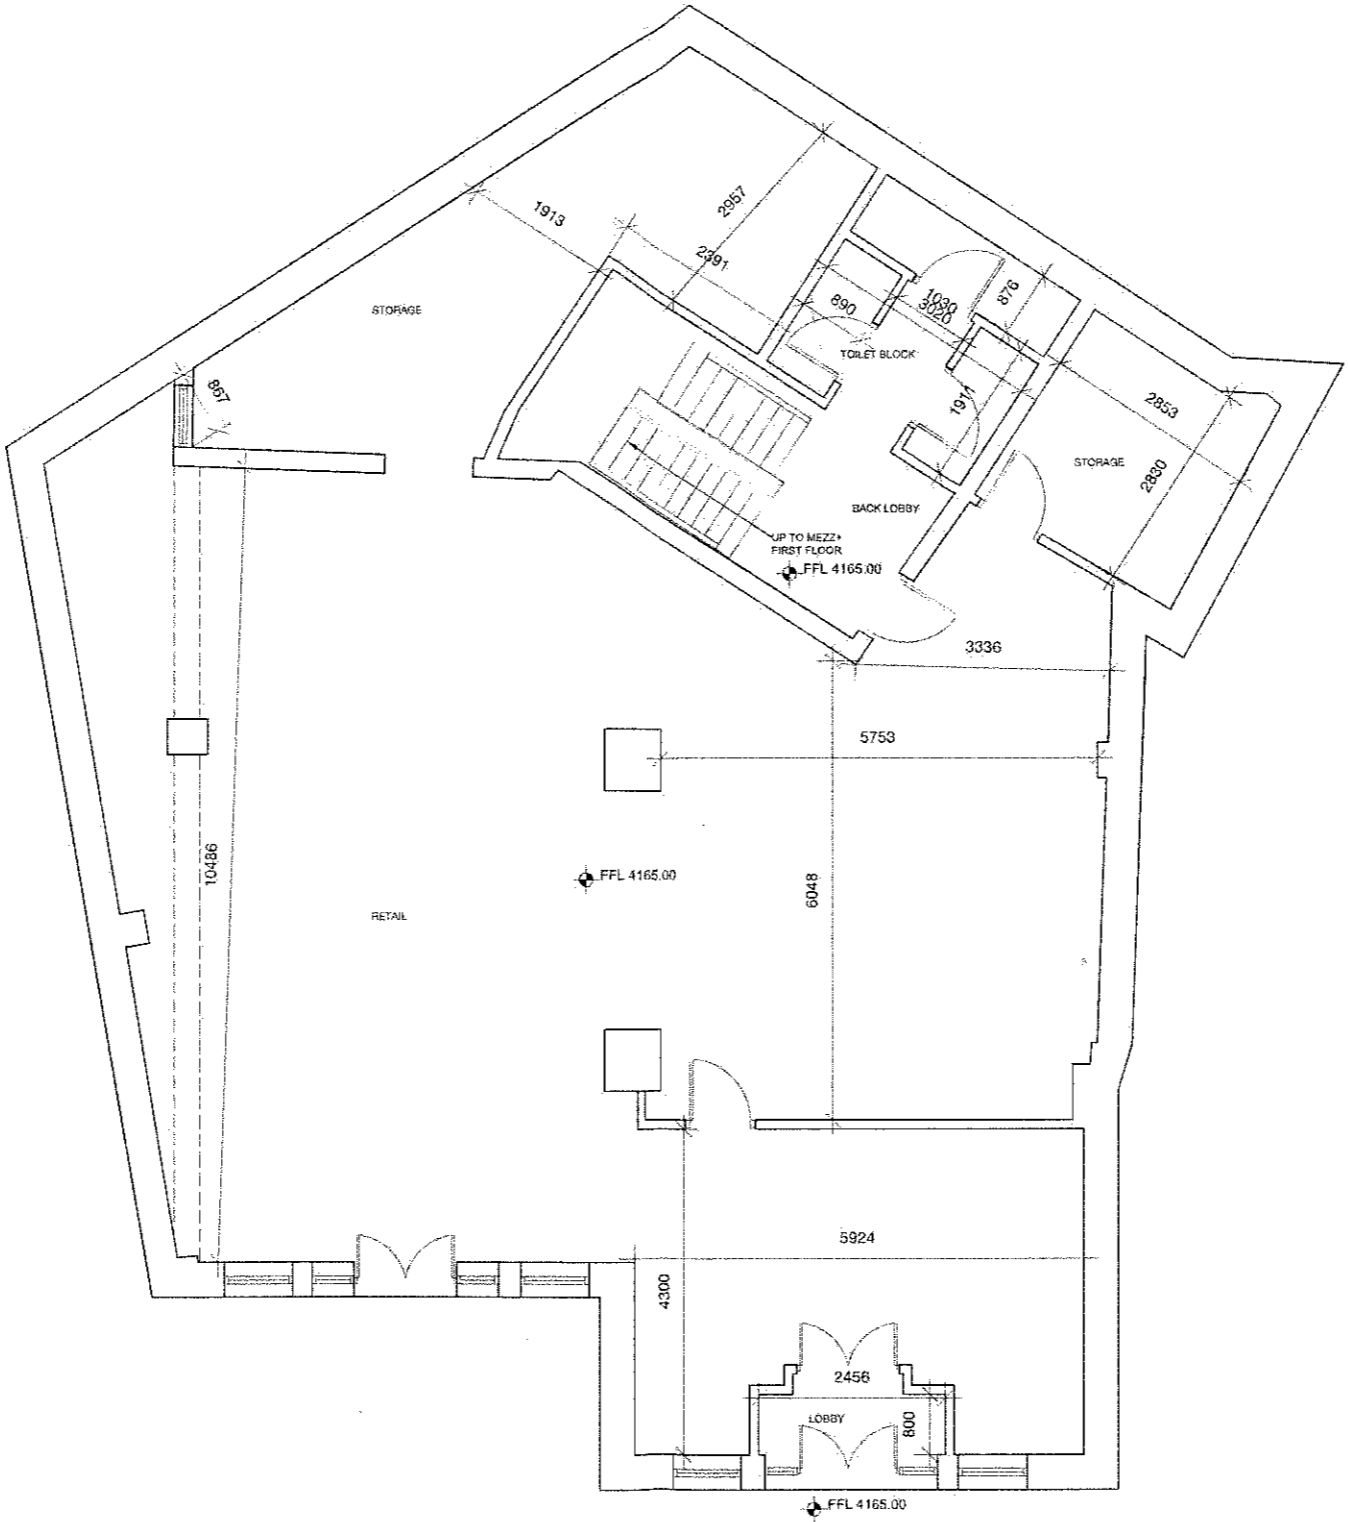 2957
1913
2391
876
1030
3020
890
STORAGE
TOILET BLOCK
867
1911
2853
STORAGE
2830
BACK LOBBY
UP TO MEZZ+
FIRST FLOOR
FFL 4165.00
3336
5753
10486
FFL 4165.00
6048
RETAIL
5924
4300
2456
LOBBY
800
FFL 4165.00